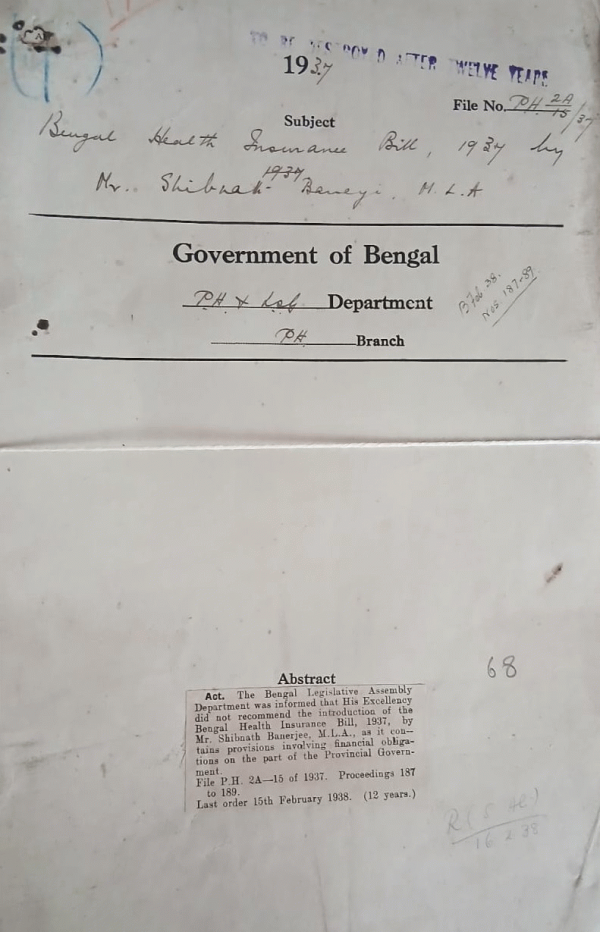 TO BE DESTROYED AFTER TWELVE YEARS
1937
File No. P.H. 2A/15/37
Subject
Bengal Health Insurance Bill, 1937 by
1937
Mr. Shibnath Banerji, M.L.A
Government of Bengal
P.H & LSG Department
B Feb 38.
Nos. 187-89
PH Branch
68
Abstract
Act. The Bengal Legislative Assembly
Department was informed that His Excellency
did not recommend the introduction of the
Bengal Health Insurance Bill, 1937, by
Mr. Shibnath Banerjee, M.L.A., as it con-
tains provisions involving financial obliga-
tions on the part of the Provincial Govern-
ment.
File P.H. 2A—15 of 1937. Proceedings 187
to 189.
Last order 15th February 1938. (12 years.)
16 2 38